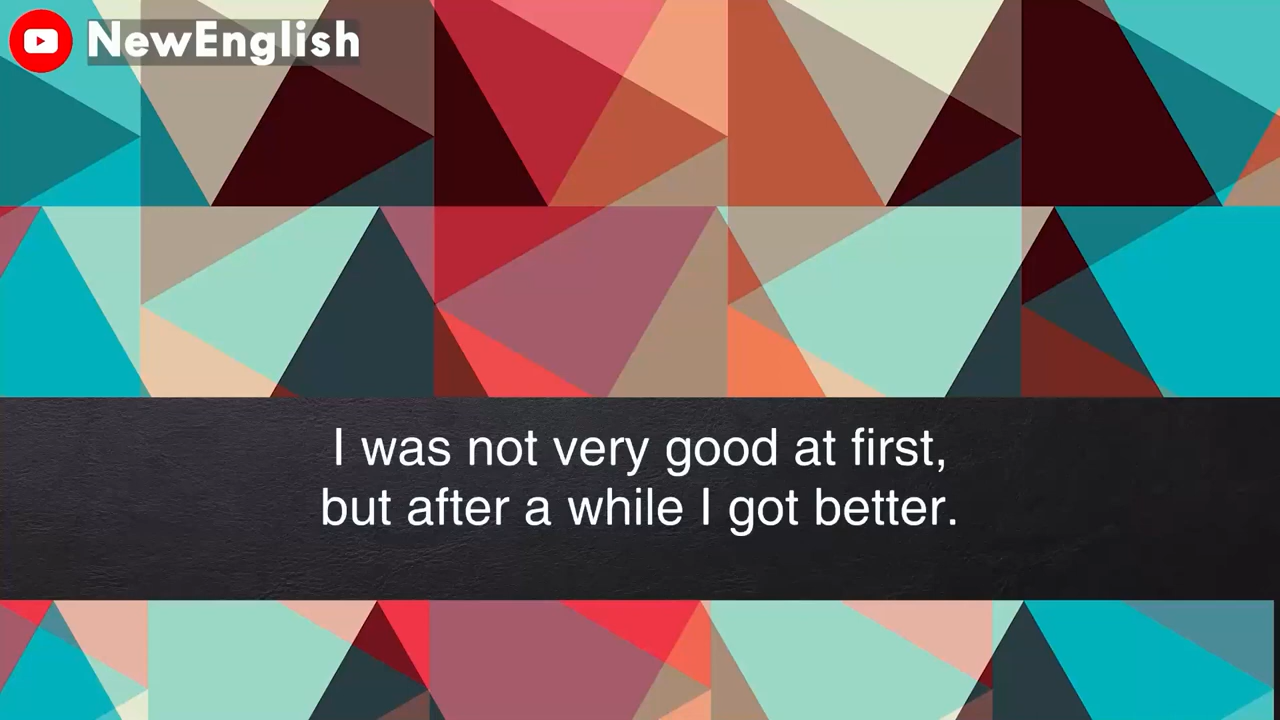 NewEnglish
I was not very good at first,
but after a while I got better.